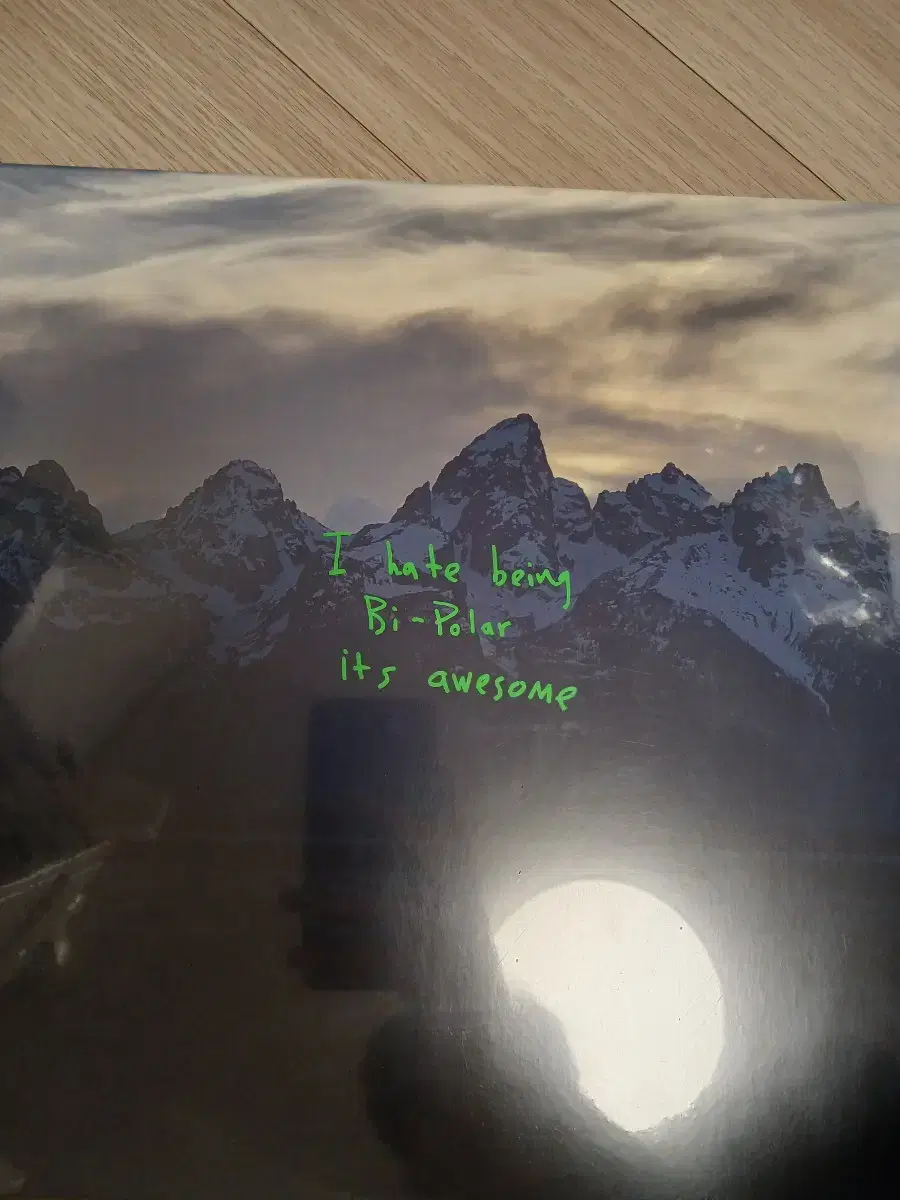 I hate being
Bi-Polar
its awesome